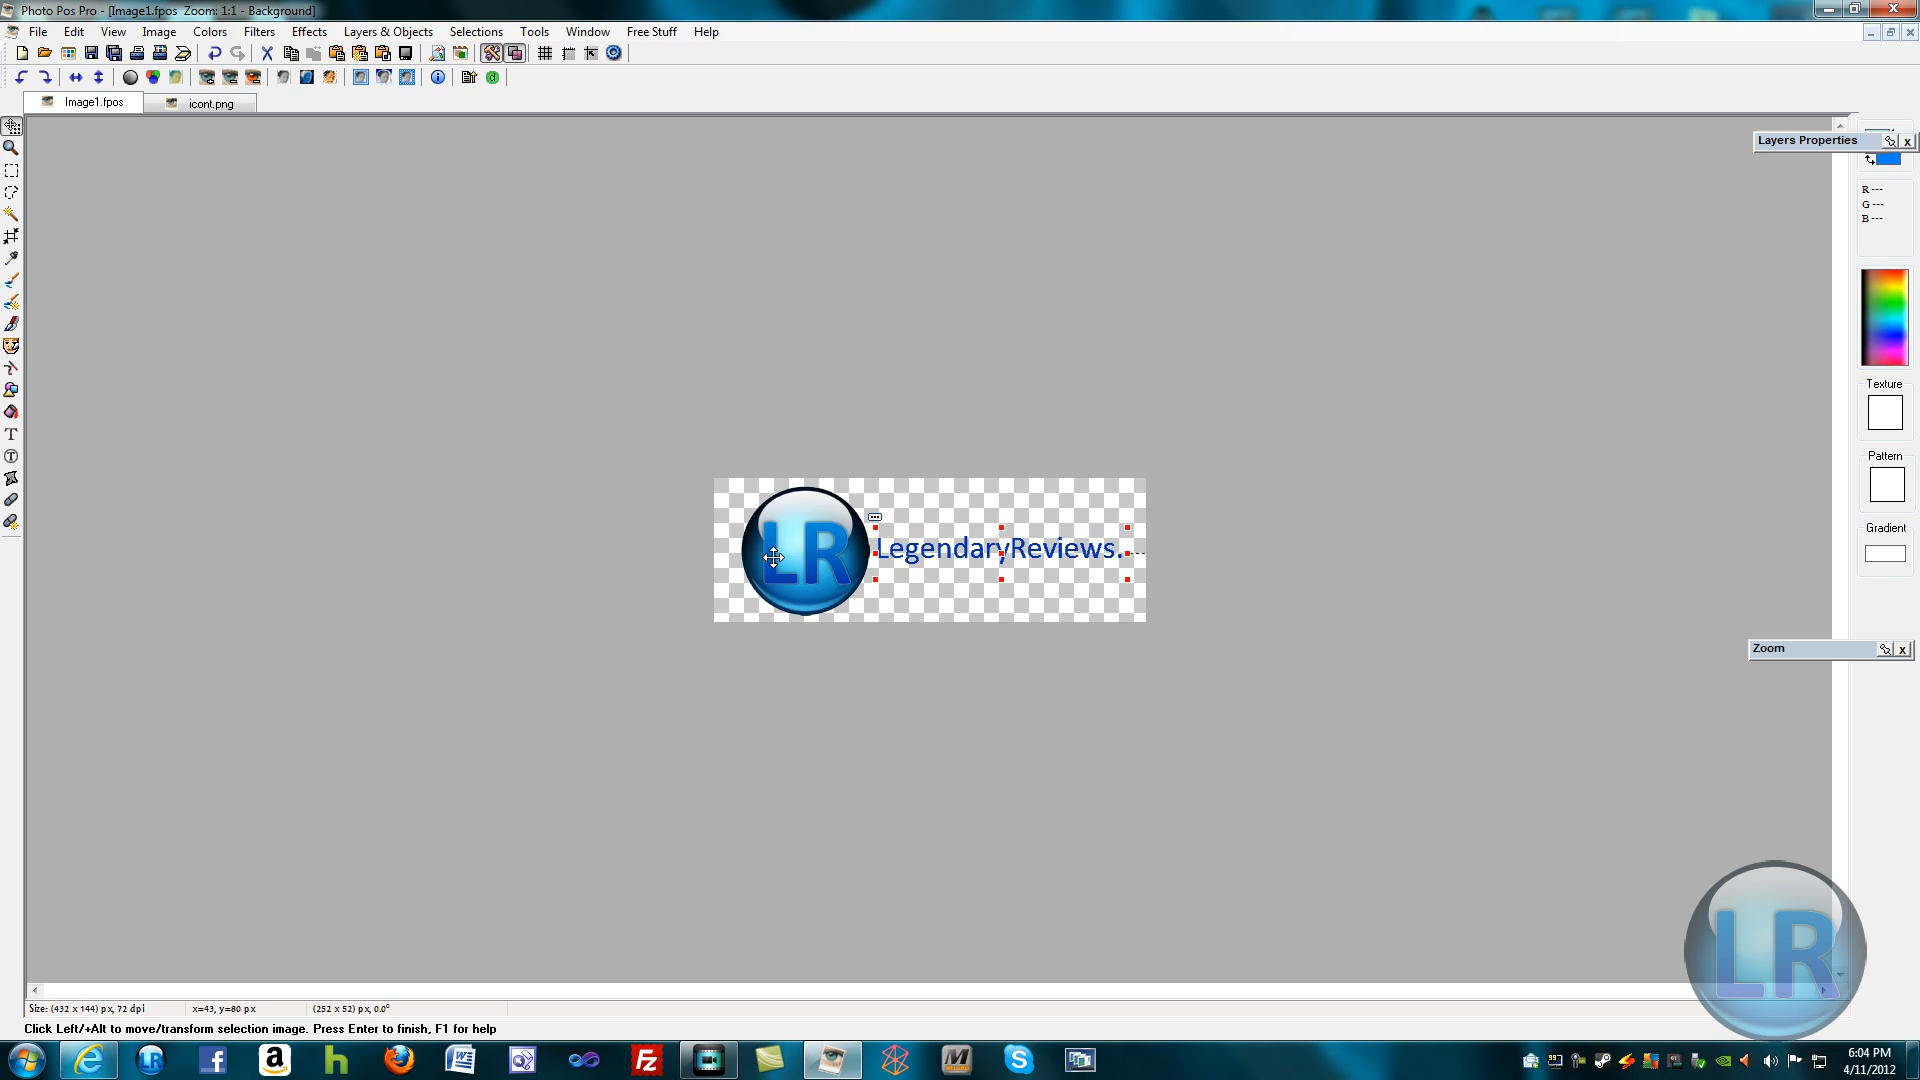 Photo Pos Pro - [Image1.fpos  Zoom: 1:1 - Background]
File Edit View Image Colors Filters Effects Layers & Objects Selections Tools Window Free Stuff Help
Image1.fpos icont.png
Layers Properties
R ---
G ---
B ---
Texture
Pattern
Gradient
LR LegendaryReviews.
Zoom
LR
Size: (432 x 144) px, 72 dpi x=43, y=80 px (252 x 52) px, 0.0°
Click Left/+Alt to move/transform selection image. Press Enter to finish, F1 for help
6:04 PM
4/11/2012